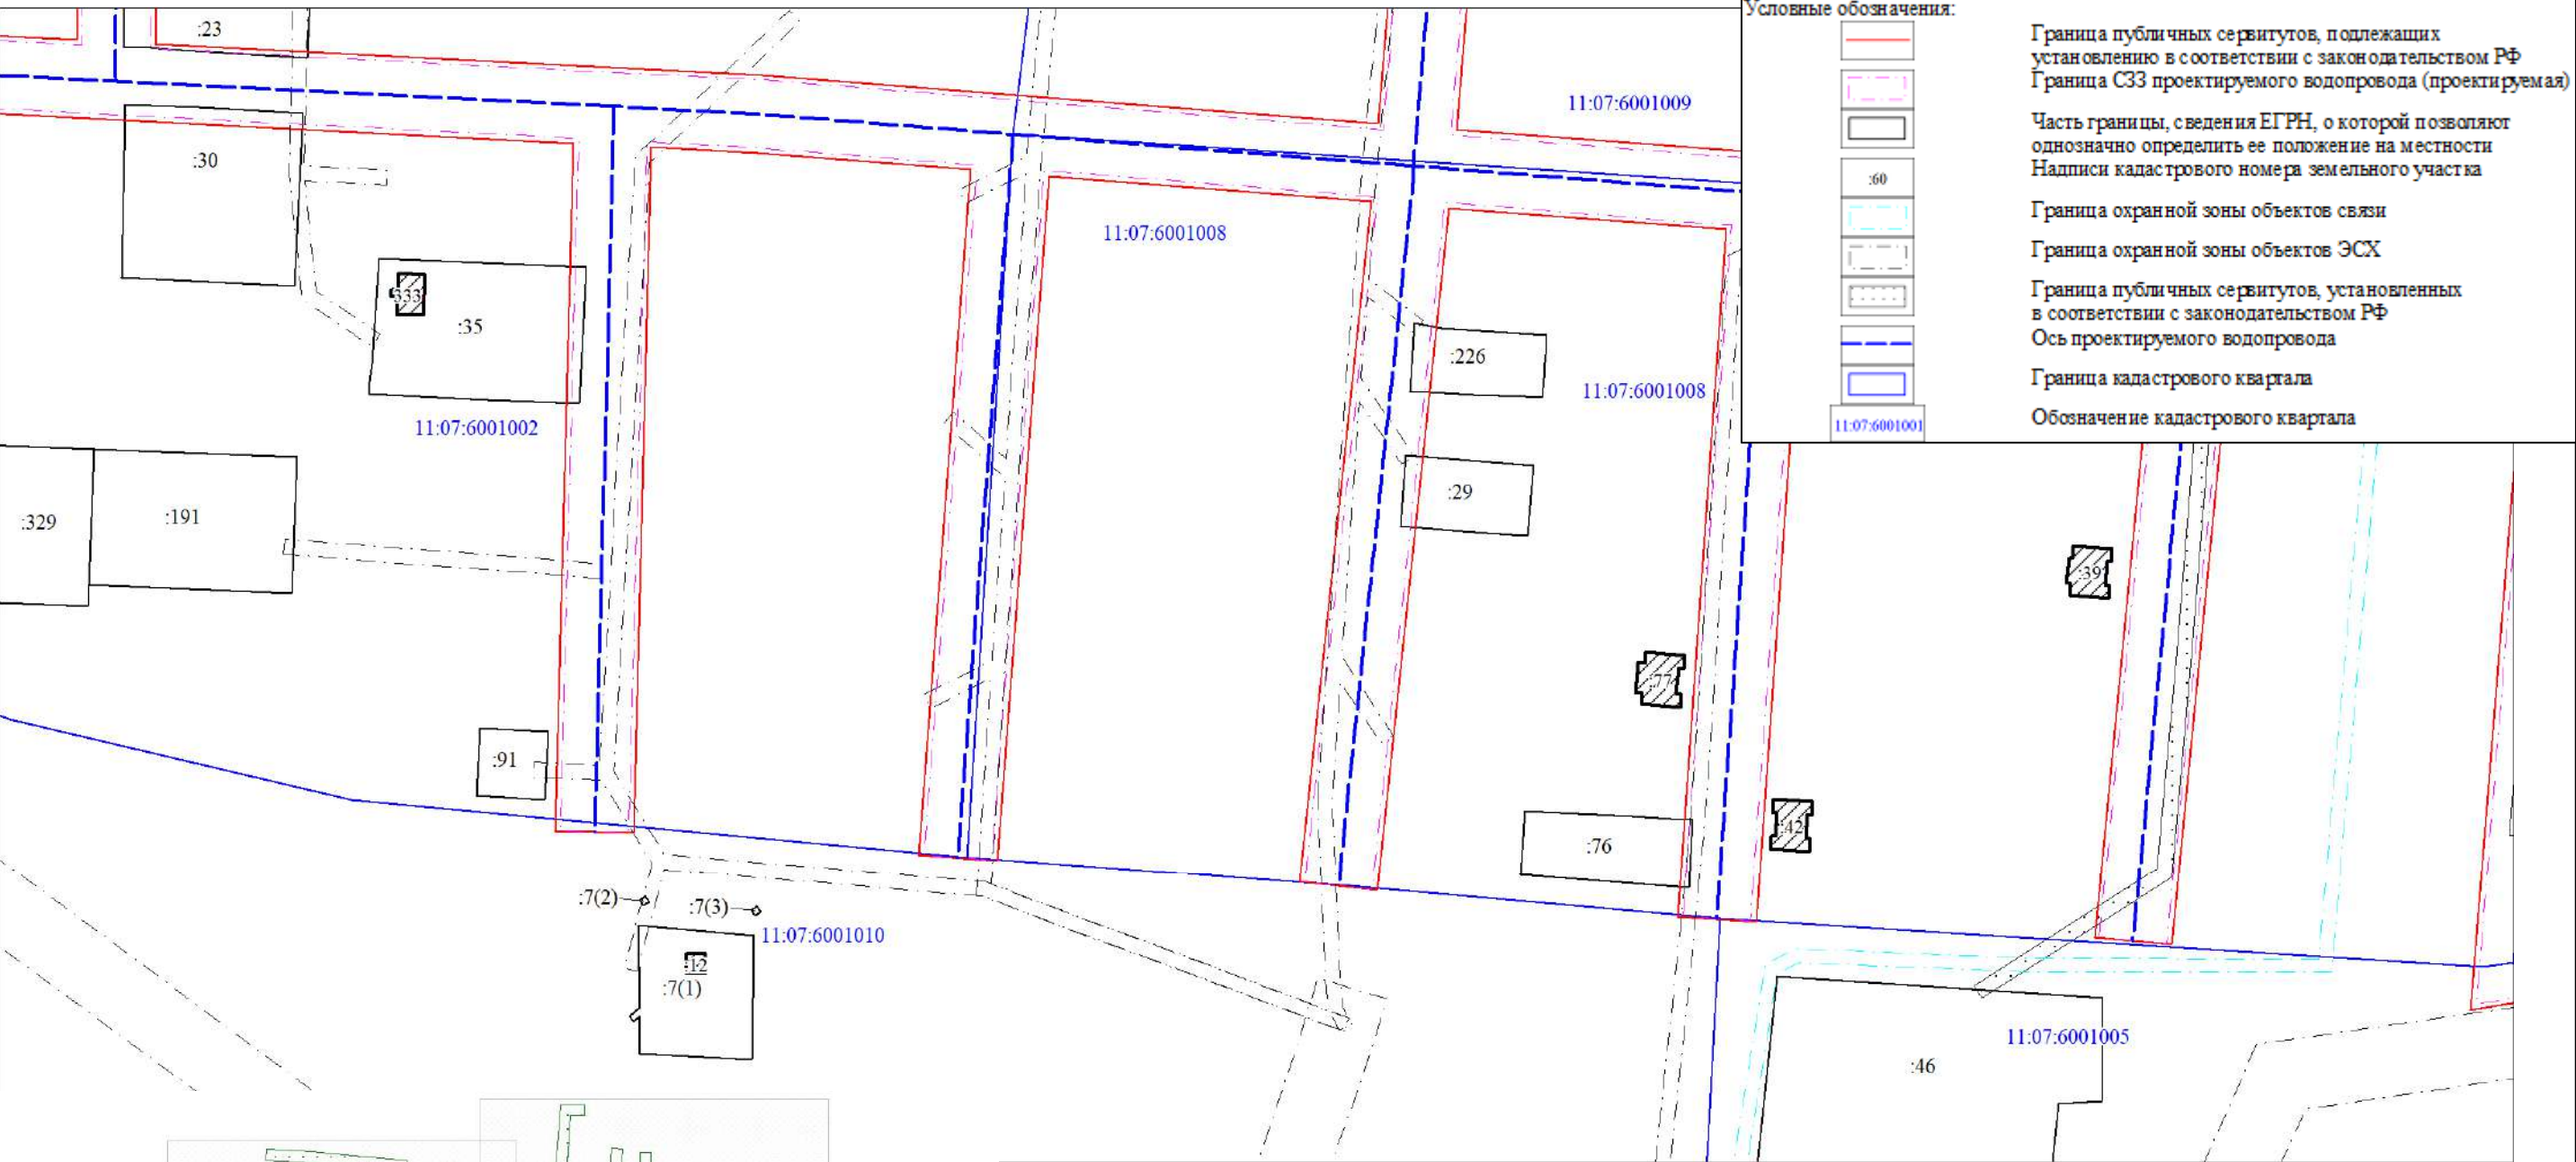 Условные обозначения:
Граница публичных сервитутов, подлежащих
установлению в соответствии с законодательством РФ
Граница СЗЗ проектируемого водопровода (проектируемая)
Часть границы, сведения ЕГРН, о которой позволяют
однозначно определить ее положение на местности
:60
Надписи кадастрового номера земельного участка
Граница охранной зоны объектов связи
Граница охранной зоны объектов ЭСХ
Граница публичных сервитутов, установленных
в соответствии с законодательством РФ
Ось проектируемого водопровода
Граница кадастрового квартала
11:07:6001001
Обозначение кадастрового квартала
:23
11:07:6001009
:30
11:07:6001008
:333
:35
:226
11:07:6001008
11:07:6001002
:29
:329
:191
:39
:77
:91
:42
:76
:7(2)
:7(3)
11:07:6001010
:12
:7(1)
11:07:6001005
:46